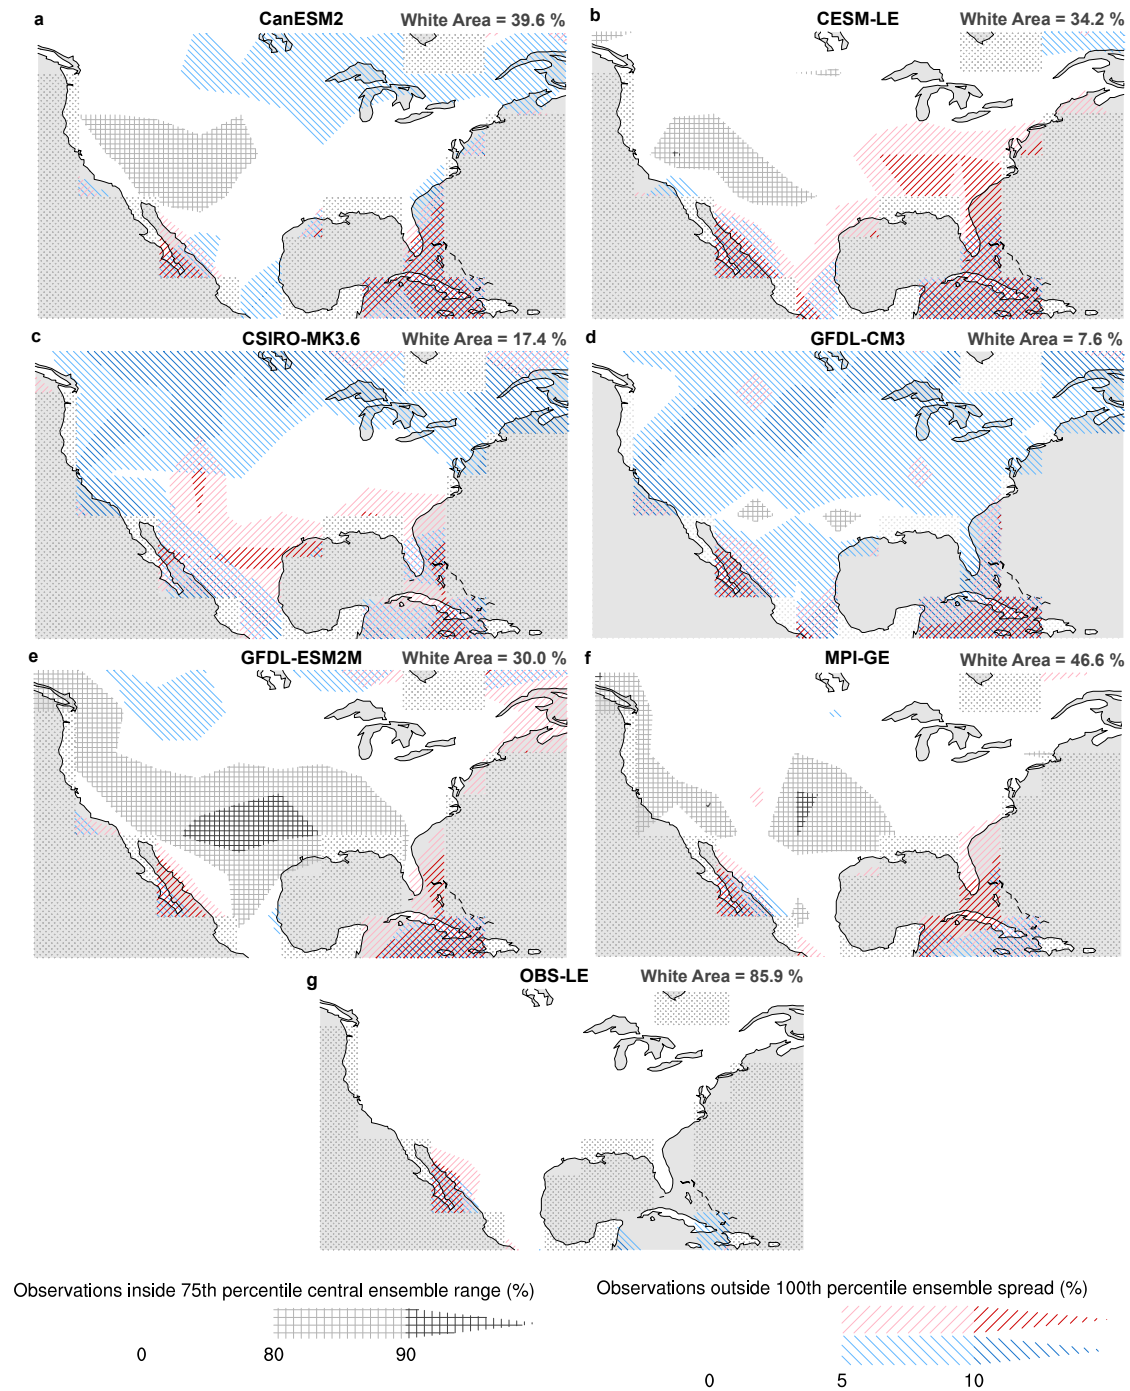 a CanESM2 White Area = 39.6 %
b CESM-LE White Area = 34.2 %
c CSIRO-MK3.6 White Area = 17.4 %
d GFDL-CM3 White Area = 7.6 %
e GFDL-ESM2M White Area = 30.0 %
f MPI-GE White Area = 46.6 %
g OBS-LE White Area = 85.9 %
Observations inside 75th percentile central ensemble range (%)
0 80 90
Observations outside 100th percentile ensemble spread (%)
0 5 10